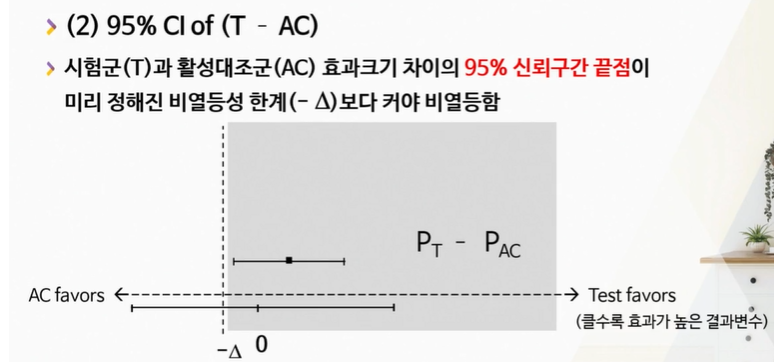 (2) 95% CI of (T - AC)
시험군(T)과 활성대조군(AC) 효과크기 차이의 95% 신뢰구간 끝점이
미리 정해진 비열등성 한계(- Δ)보다 커야 비열등함
P_T - P_AC
AC favors
Test favors
(클수록 효과가 높은 결과변수)
-Δ 0